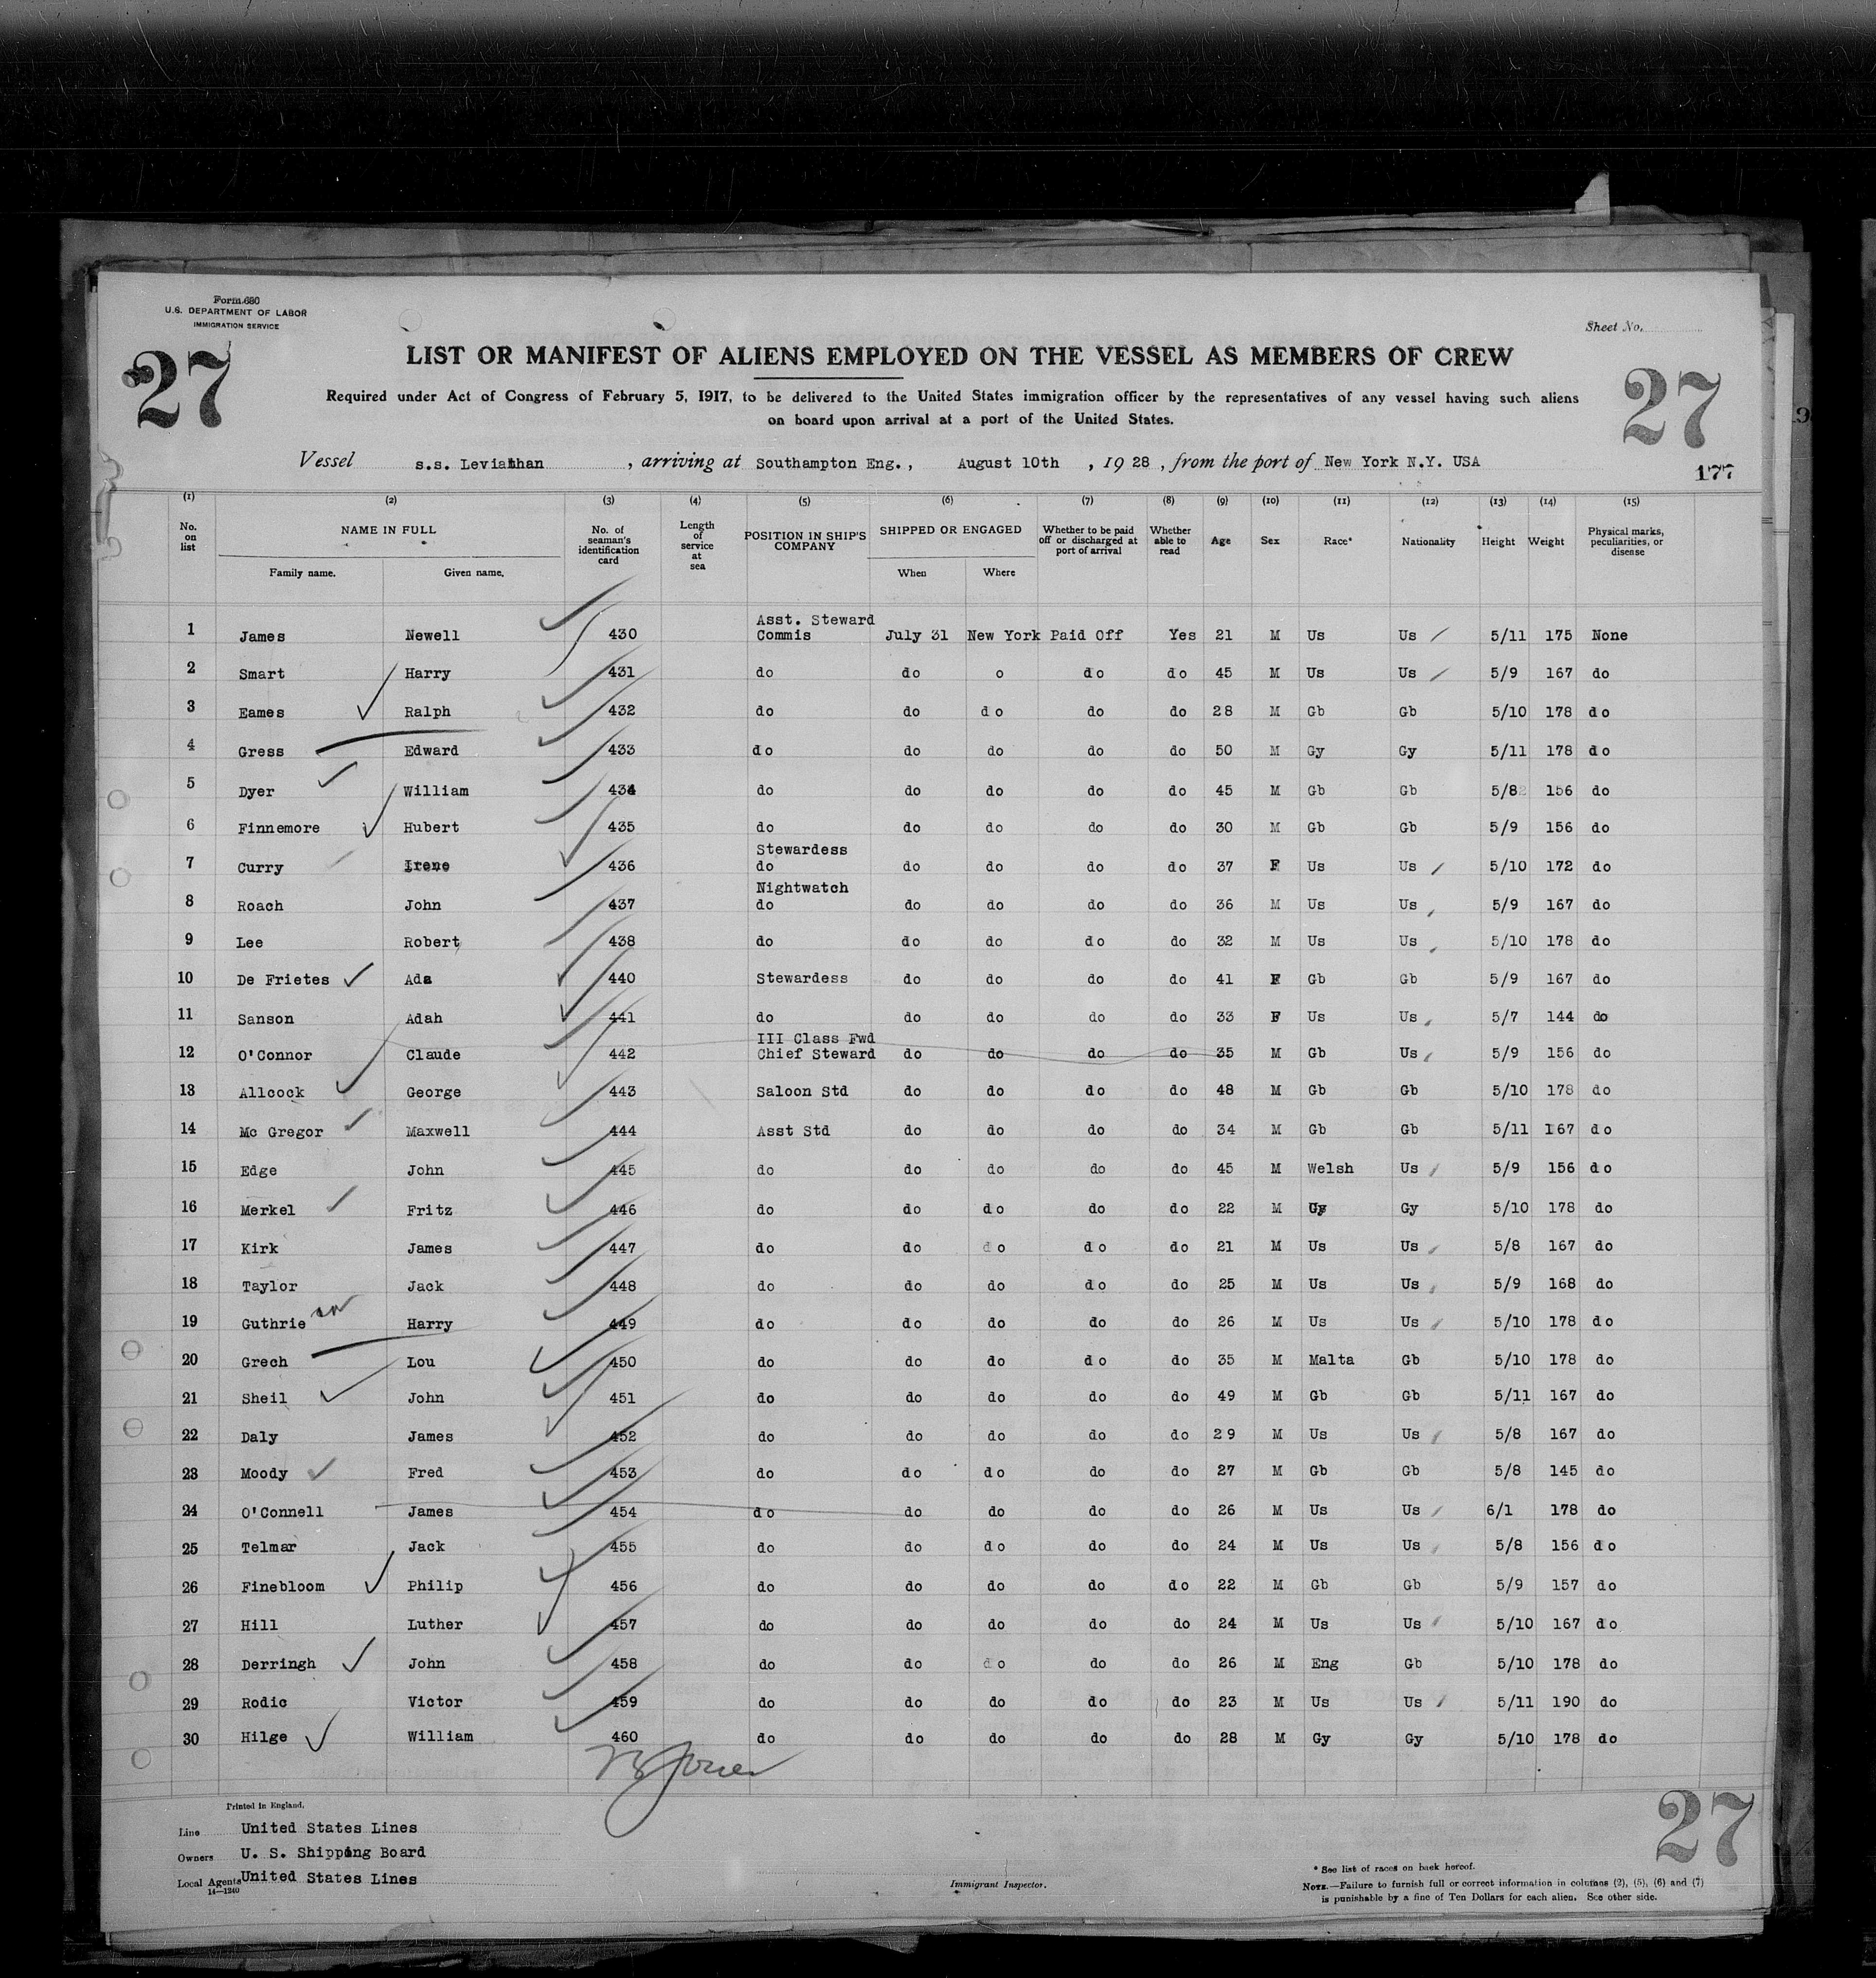 Form 680
U.S. DEPARTMENT OF LABOR
IMMIGRATION SERVICE
Sheet No.
27
27
LIST OR MANIFEST OF ALIENS EMPLOYED ON THE VESSEL AS MEMBERS OF CREW
Required under Act of Congress of February 5, 1917, to be delivered to the United States immigration officer by the representatives of any vessel having such aliens
on board upon arrival at a port of the United States.
Vessel s.s. Leviathan , arriving at Southampton Eng., August 10th , 1928 , from the port of New York N.Y. USA
177
(1) (2) (3) (4) (5) (6) (7) (8) (9) (10) (11) (12) (13) (14) (15)
No. on list NAME IN FULL Family name. Given name. No. of seaman's identification card Length of service at sea POSITION IN SHIP'S COMPANY SHIPPED OR ENGAGED When Where Whether to be paid off or discharged at port of arrival Whether able to read Age Sex Race* Nationality Height Weight Physical marks, peculiarities, or disease
1 James Newell 430 Asst. Steward Commis July 31 New York Paid Off Yes 21 M Us Us 5/11 175 None
2 Smart Harry 431 do do o do do 45 M Us Us 5/9 167 do
3 Eames Ralph 432 do do do do do 28 M Gb Gb 5/10 178 do
4 Gress Edward 433 do do do do do 50 M Gy Gy 5/11 178 do
5 Dyer William 434 do do do do do 45 M Gb Gb 5/8 156 do
6 Finnemore Hubert 435 do do do do do 30 M Gb Gb 5/9 156 do
7 Curry Irene 436 Stewardess do do do do do 37 F Us Us 5/10 172 do
8 Roach John 437 Nightwatch do do do do do 36 M Us Us 5/9 167 do
9 Lee Robert 438 do do do do do 32 M Us Us 5/10 178 do
10 De Frietes Ada 440 Stewardess do do do do 41 F Gb Gb 5/9 167 do
11 Sanson Adah 441 do do do do do 33 F Us Us 5/7 144 do
12 O'Connor Claude 442 III Class Fwd Chief Steward do do do do 35 M Gb Us 5/9 156 do
13 Allcock George 443 Saloon Std do do do do 48 M Gb Gb 5/10 178 do
14 Mc Gregor Maxwell 444 Asst Std do do do do 34 M Gb Gb 5/11 167 do
15 Edge John 445 do do do do do 45 M Welsh Us 5/9 156 do
16 Merkel Fritz 446 do do do do do 22 M Gy Gy 5/10 178 do
17 Kirk James 447 do do do do do 21 M Us Us 5/8 167 do
18 Taylor Jack 448 do do do do do 25 M Us Us 5/9 168 do
19 Guthrie Harry 449 do do do do do 26 M Us Us 5/10 178 do
20 Grech Lou 450 do do do do do 35 M Malta Gb 5/10 178 do
21 Sheil John 451 do do do do do 49 M Gb Gb 5/11 167 do
22 Daly James 452 do do do do do 29 M Us Us 5/8 167 do
23 Moody Fred 453 do do do do do 27 M Gb Gb 5/8 145 do
24 O'Connell James 454 do do do do do 26 M Us Us 6/1 178 do
25 Telmar Jack 455 do do do do do 24 M Us Us 5/8 156 do
26 Finebloom Philip 456 do do do do do 22 M Gb Gb 5/9 157 do
27 Hill Luther 457 do do do do do 24 M Us Us 5/10 167 do
28 Derringh John 458 do do do do do 26 M Eng Gb 5/10 178 do
29 Rodic Victor 459 do do do do do 23 M Us Us 5/11 190 do
30 Hilge William 460 do do do do do 28 M Gy Gy 5/10 178 do
Printed in England.
Line United States Lines
Owners U. S. Shipping Board
Local Agents United States Lines
14—1240
Immigrant Inspector.
27
* See list of races on back hereof.
NOTE.—Failure to furnish full or correct information in columns (2), (5), (6) and (7)
is punishable by a fine of Ten Dollars for each alien. See other side.